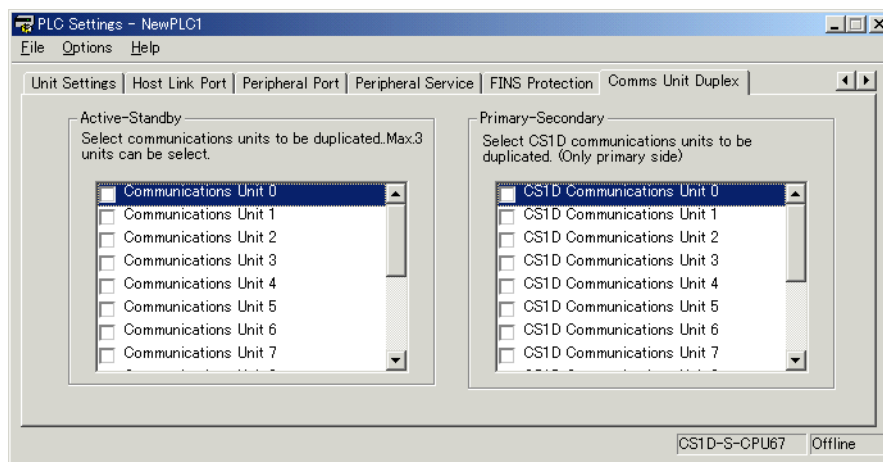 PLC Settings - NewPLC1
File Options Help
Unit Settings Host Link Port Peripheral Port Peripheral Service FINS Protection Comms Unit Duplex
Active-Standby
Select communications units to be duplicated..Max.3
units can be select.
Communications Unit 0
Communications Unit 1
Communications Unit 2
Communications Unit 3
Communications Unit 4
Communications Unit 5
Communications Unit 6
Communications Unit 7
Primary-Secondary
Select CS1D communications units to be
duplicated. (Only primary side)
CS1D Communications Unit 0
CS1D Communications Unit 1
CS1D Communications Unit 2
CS1D Communications Unit 3
CS1D Communications Unit 4
CS1D Communications Unit 5
CS1D Communications Unit 6
CS1D Communications Unit 7
CS1D-S-CPU67 Offline